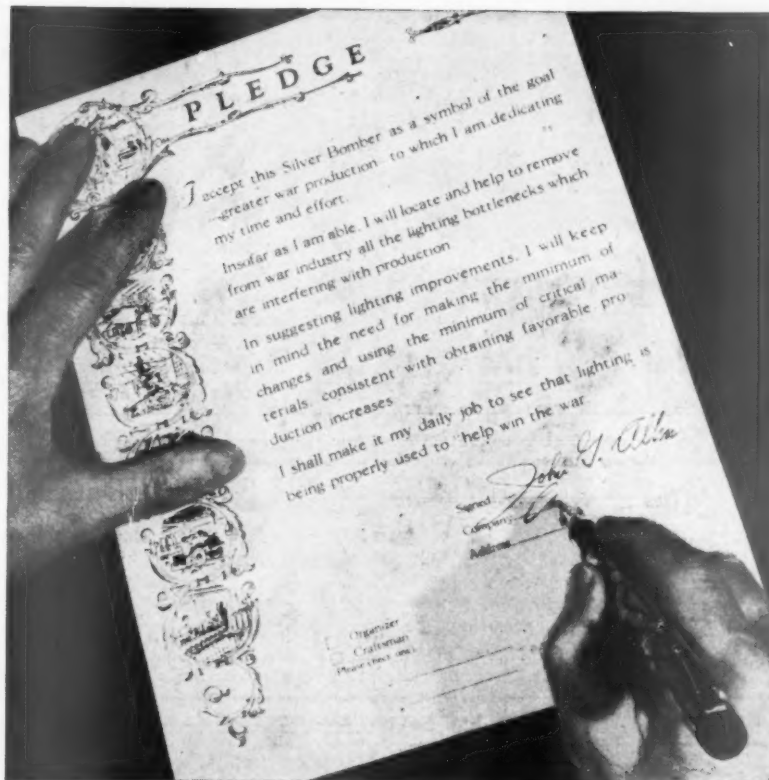 PLEDGE
I accept this Silver Bomber as a symbol of the goal
...greater war production...to which I am dedicating
my time and effort.
Insofar as I am able, I will locate and help to remove
from war industry all the lighting bottlenecks which
are interfering with production.
In suggesting lighting improvements, I will keep
in mind the need for making the minimum of
changes and using the minimum of critical ma-
terials, consistent with obtaining favorable pro-
duction increases.
I shall make it my daily job to see that lighting is
being properly used to "help win the war."
Signed John G.
Company
Address
Organizer
Craftsman
Please check one